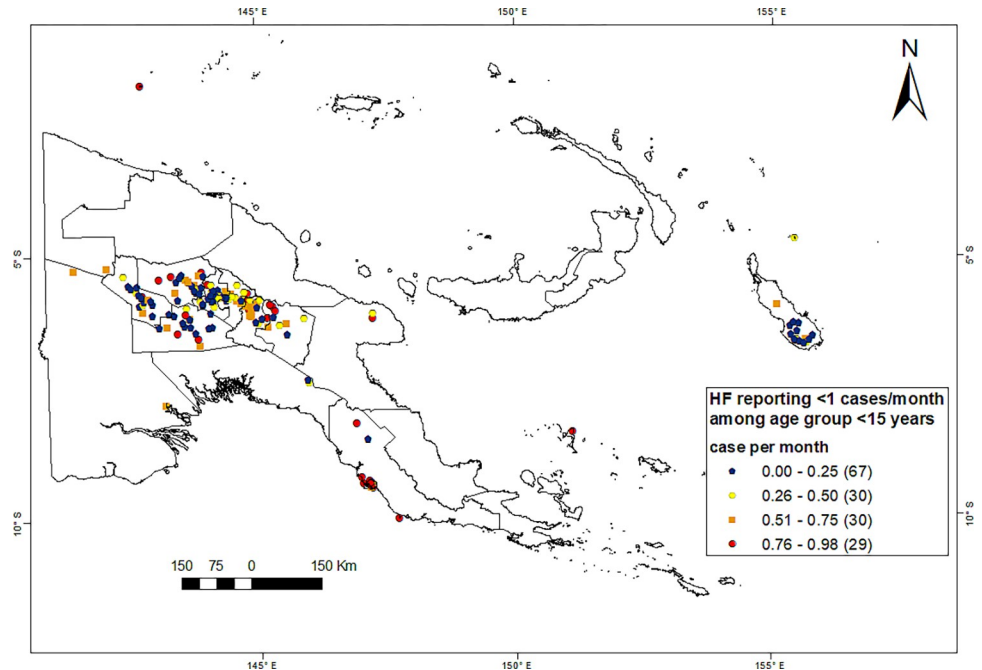 145° E 150° E 155° E
N
5° S 5° S
HF reporting <1 cases/month
among age group <15 years
case per month
0.00 - 0.25 (67)
0.26 - 0.50 (30)
0.51 - 0.75 (30)
0.76 - 0.98 (29)
10° S 10° S
150 75 0 150 Km
145° E 150° E 155° E